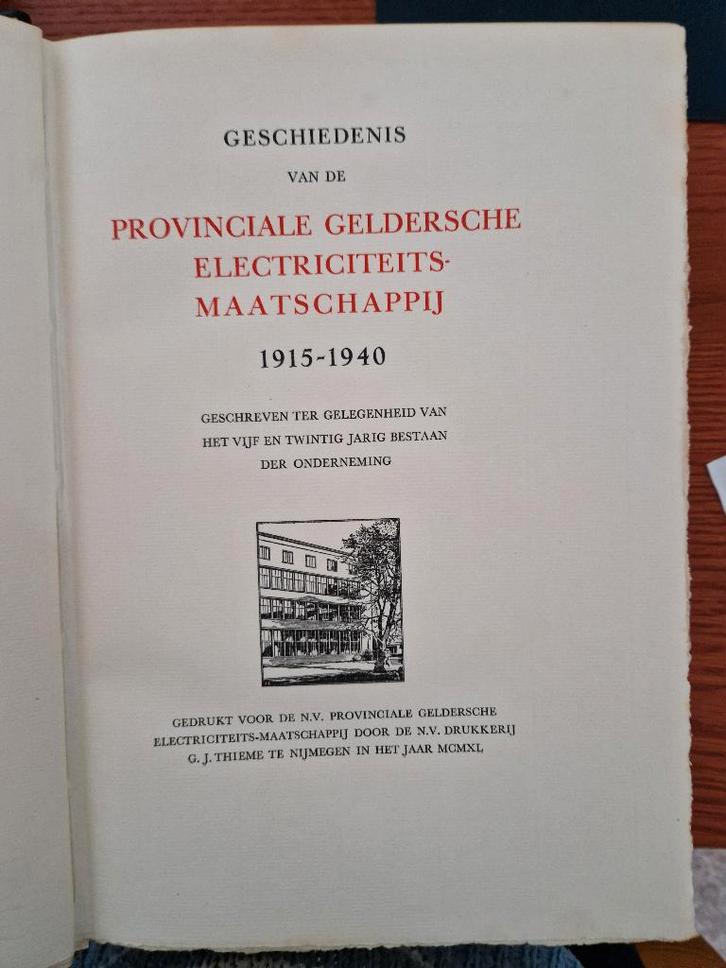 GESCHIEDENIS
VAN DE
PROVINCIALE GELDERSCHE
ELECTRICITEITS-
MAATSCHAPPIJ
1915-1940
GESCHREVEN TER GELEGENHEID VAN
HET VIJF EN TWINTIG JARIG BESTAAN
DER ONDERNEMING
GEDRUKT VOOR DE N.V. PROVINCIALE GELDERSCHE
ELECTRICITEITS-MAATSCHAPPIJ DOOR DE N.V. DRUKKERIJ
G. J. THIEME TE NIJMEGEN IN HET JAAR MCMXL